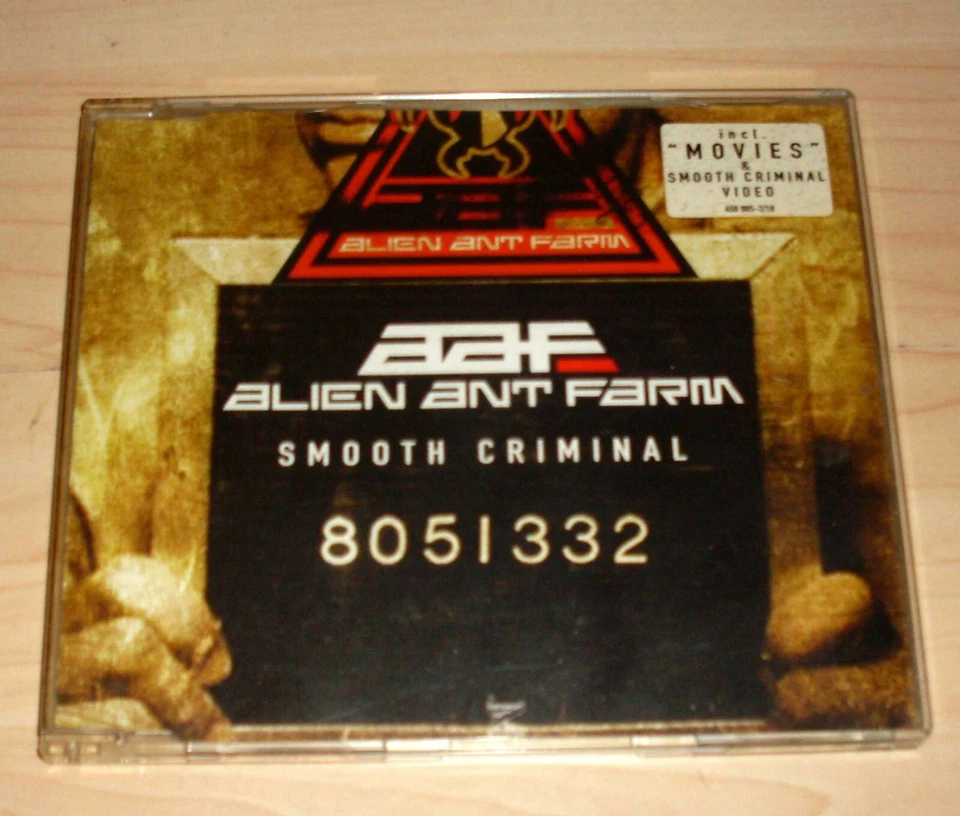 incl.
"MOVIES"
&
SMOOTH CRIMINAL
VIDEO
ALIEN ANT FARM
aaf
ALIEN ANT FARM
SMOOTH CRIMINAL
8051332